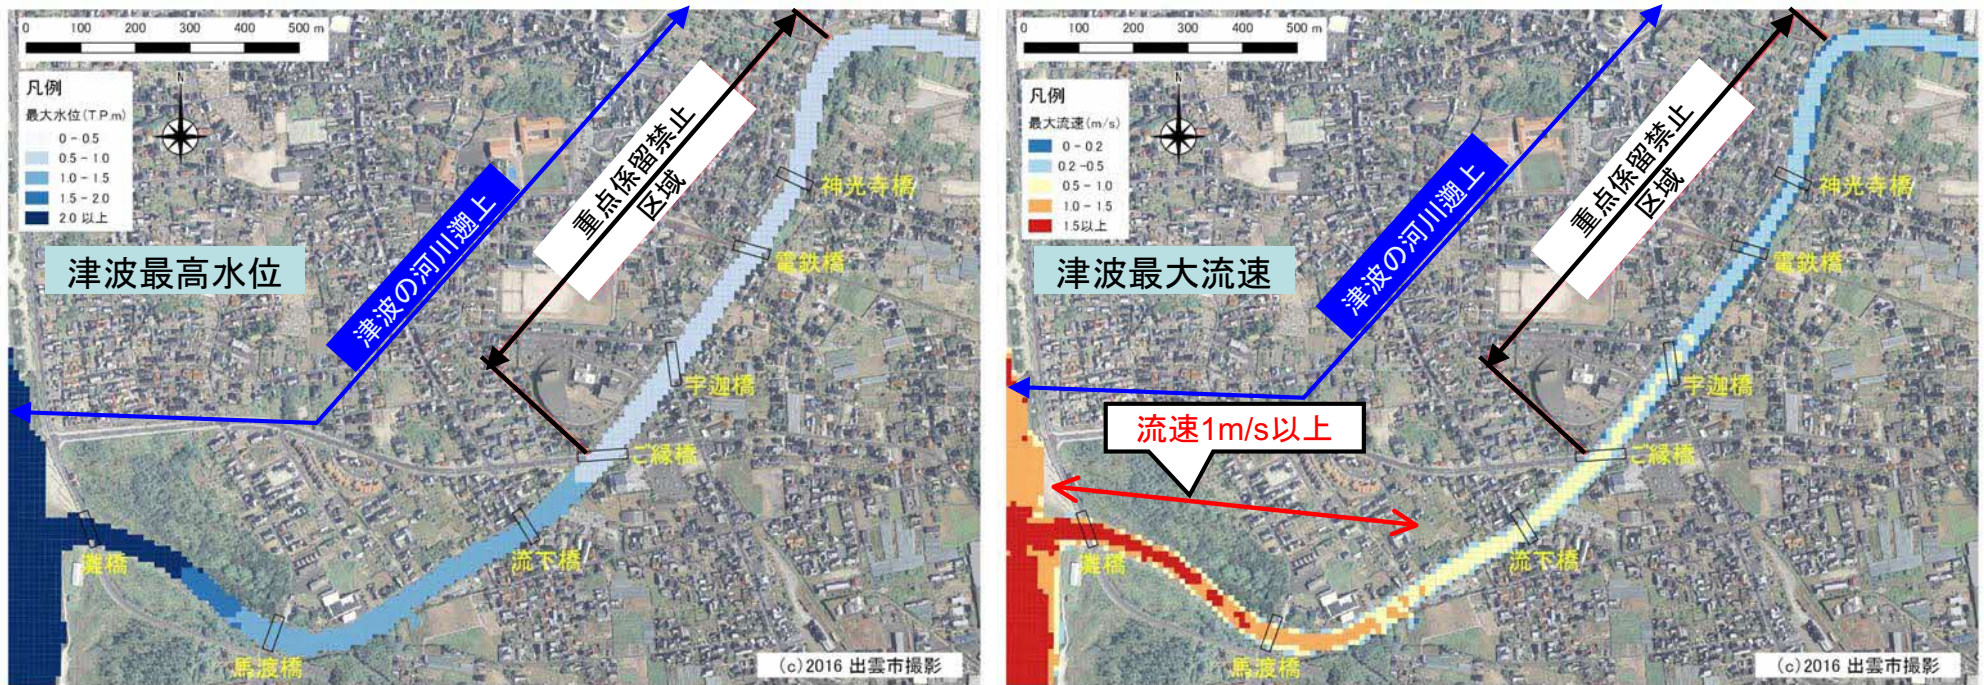 0 100 200 300 400 500 m
凡例
最大水位(T.P.m)
0 - 0.5
0.5 - 1.0
1.0 - 1.5
1.5 - 2.0
2.0 以上
N
津波最高水位
津波の河川遡上
重点係留禁止
区域
神光寺橋
電鉄橋
宇迦橋
ご縁橋
流下橋
灘橋
馬渡橋
(c)2016 出雲市撮影
0 100 200 300 400 500 m
凡例
最大流速(m/s)
0 - 0.2
0.2 - 0.5
0.5 - 1.0
1.0 - 1.5
1.5以上
N
津波最大流速
津波の河川遡上
重点係留禁止
区域
流速1m/s以上
神光寺橋
電鉄橋
宇迦橋
ご縁橋
流下橋
灘橋
馬渡橋
(c)2016 出雲市撮影